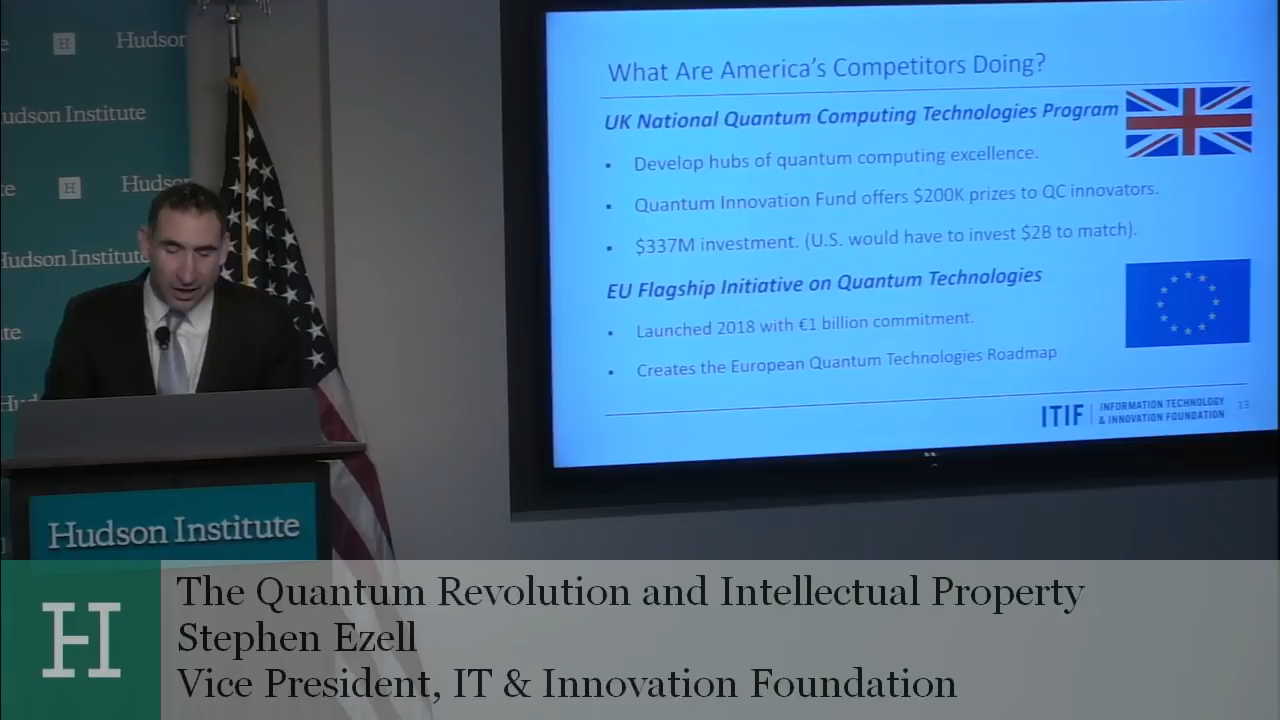 Hudson
Hudson Institute
Hudson
Hudson Institute
What Are America's Competitors Doing?
UK National Quantum Computing Technologies Program
• Develop hubs of quantum computing excellence.
• Quantum Innovation Fund offers $200K prizes to QC innovators.
• $337M investment. (U.S. would have to invest $2B to match).
EU Flagship Initiative on Quantum Technologies
• Launched 2018 with €1 billion commitment.
• Creates the European Quantum Technologies Roadmap
ITIF | INFORMATION TECHNOLOGY
& INNOVATION FOUNDATION
13
Hudson Institute
H
The Quantum Revolution and Intellectual Property
Stephen Ezell
Vice President, IT & Innovation Foundation